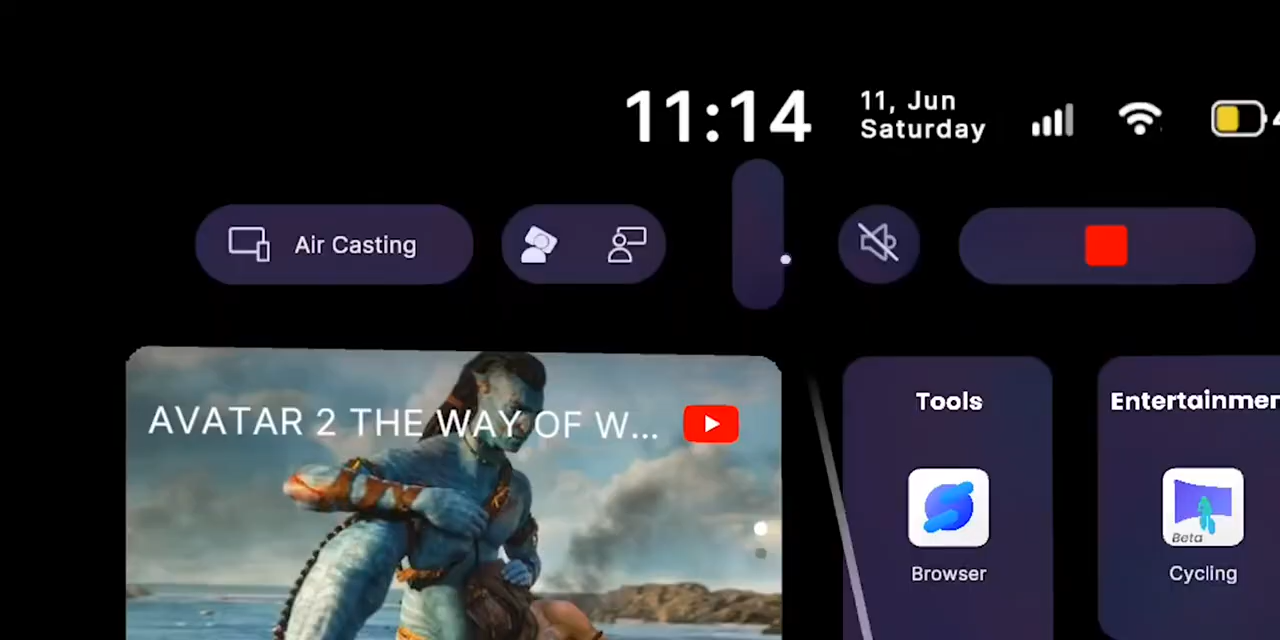 11:14
11, Jun
Saturday
Air Casting
AVATAR 2 THE WAY OF W...
Tools
Browser
Entertainmen
Beta
Cycling